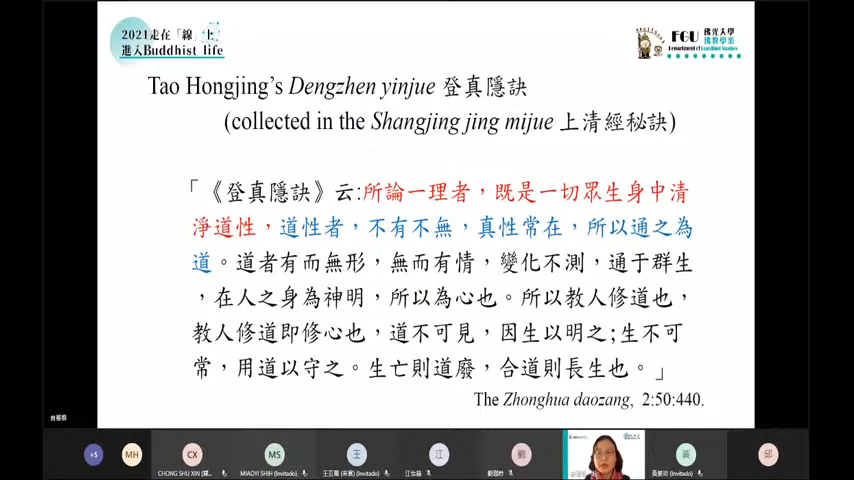 2021走在「線」上
進入Buddhist life
FGU 佛光大學
佛教學系
Department of Buddhist Studies
Tao Hongjing's Dengzhen yinjue 登真隱訣
(collected in the Shangjing jing mijue 上清經秘訣)
「《登真隱訣》云:所論一理者，既是一切眾生身中清
淨道性，道性者，不有不無，真性常在，所以通之為
道。道者有而無形，無而有情，變化不測，通于群生
，在人之身為神明，所以為心也。所以教人修道也，
教人修道即修心也，道不可見，因生以明之;生不可
常，用道以守之。生亡則道廢，合道則長生也。」
The Zhonghua daozang, 2:50:440.
+5
MH
CX
MS
王
江
劉
黃
邱
CHONG SHU XIN
MIAOYI SHIH (Invitado)
(Invitado)
(Invitado)